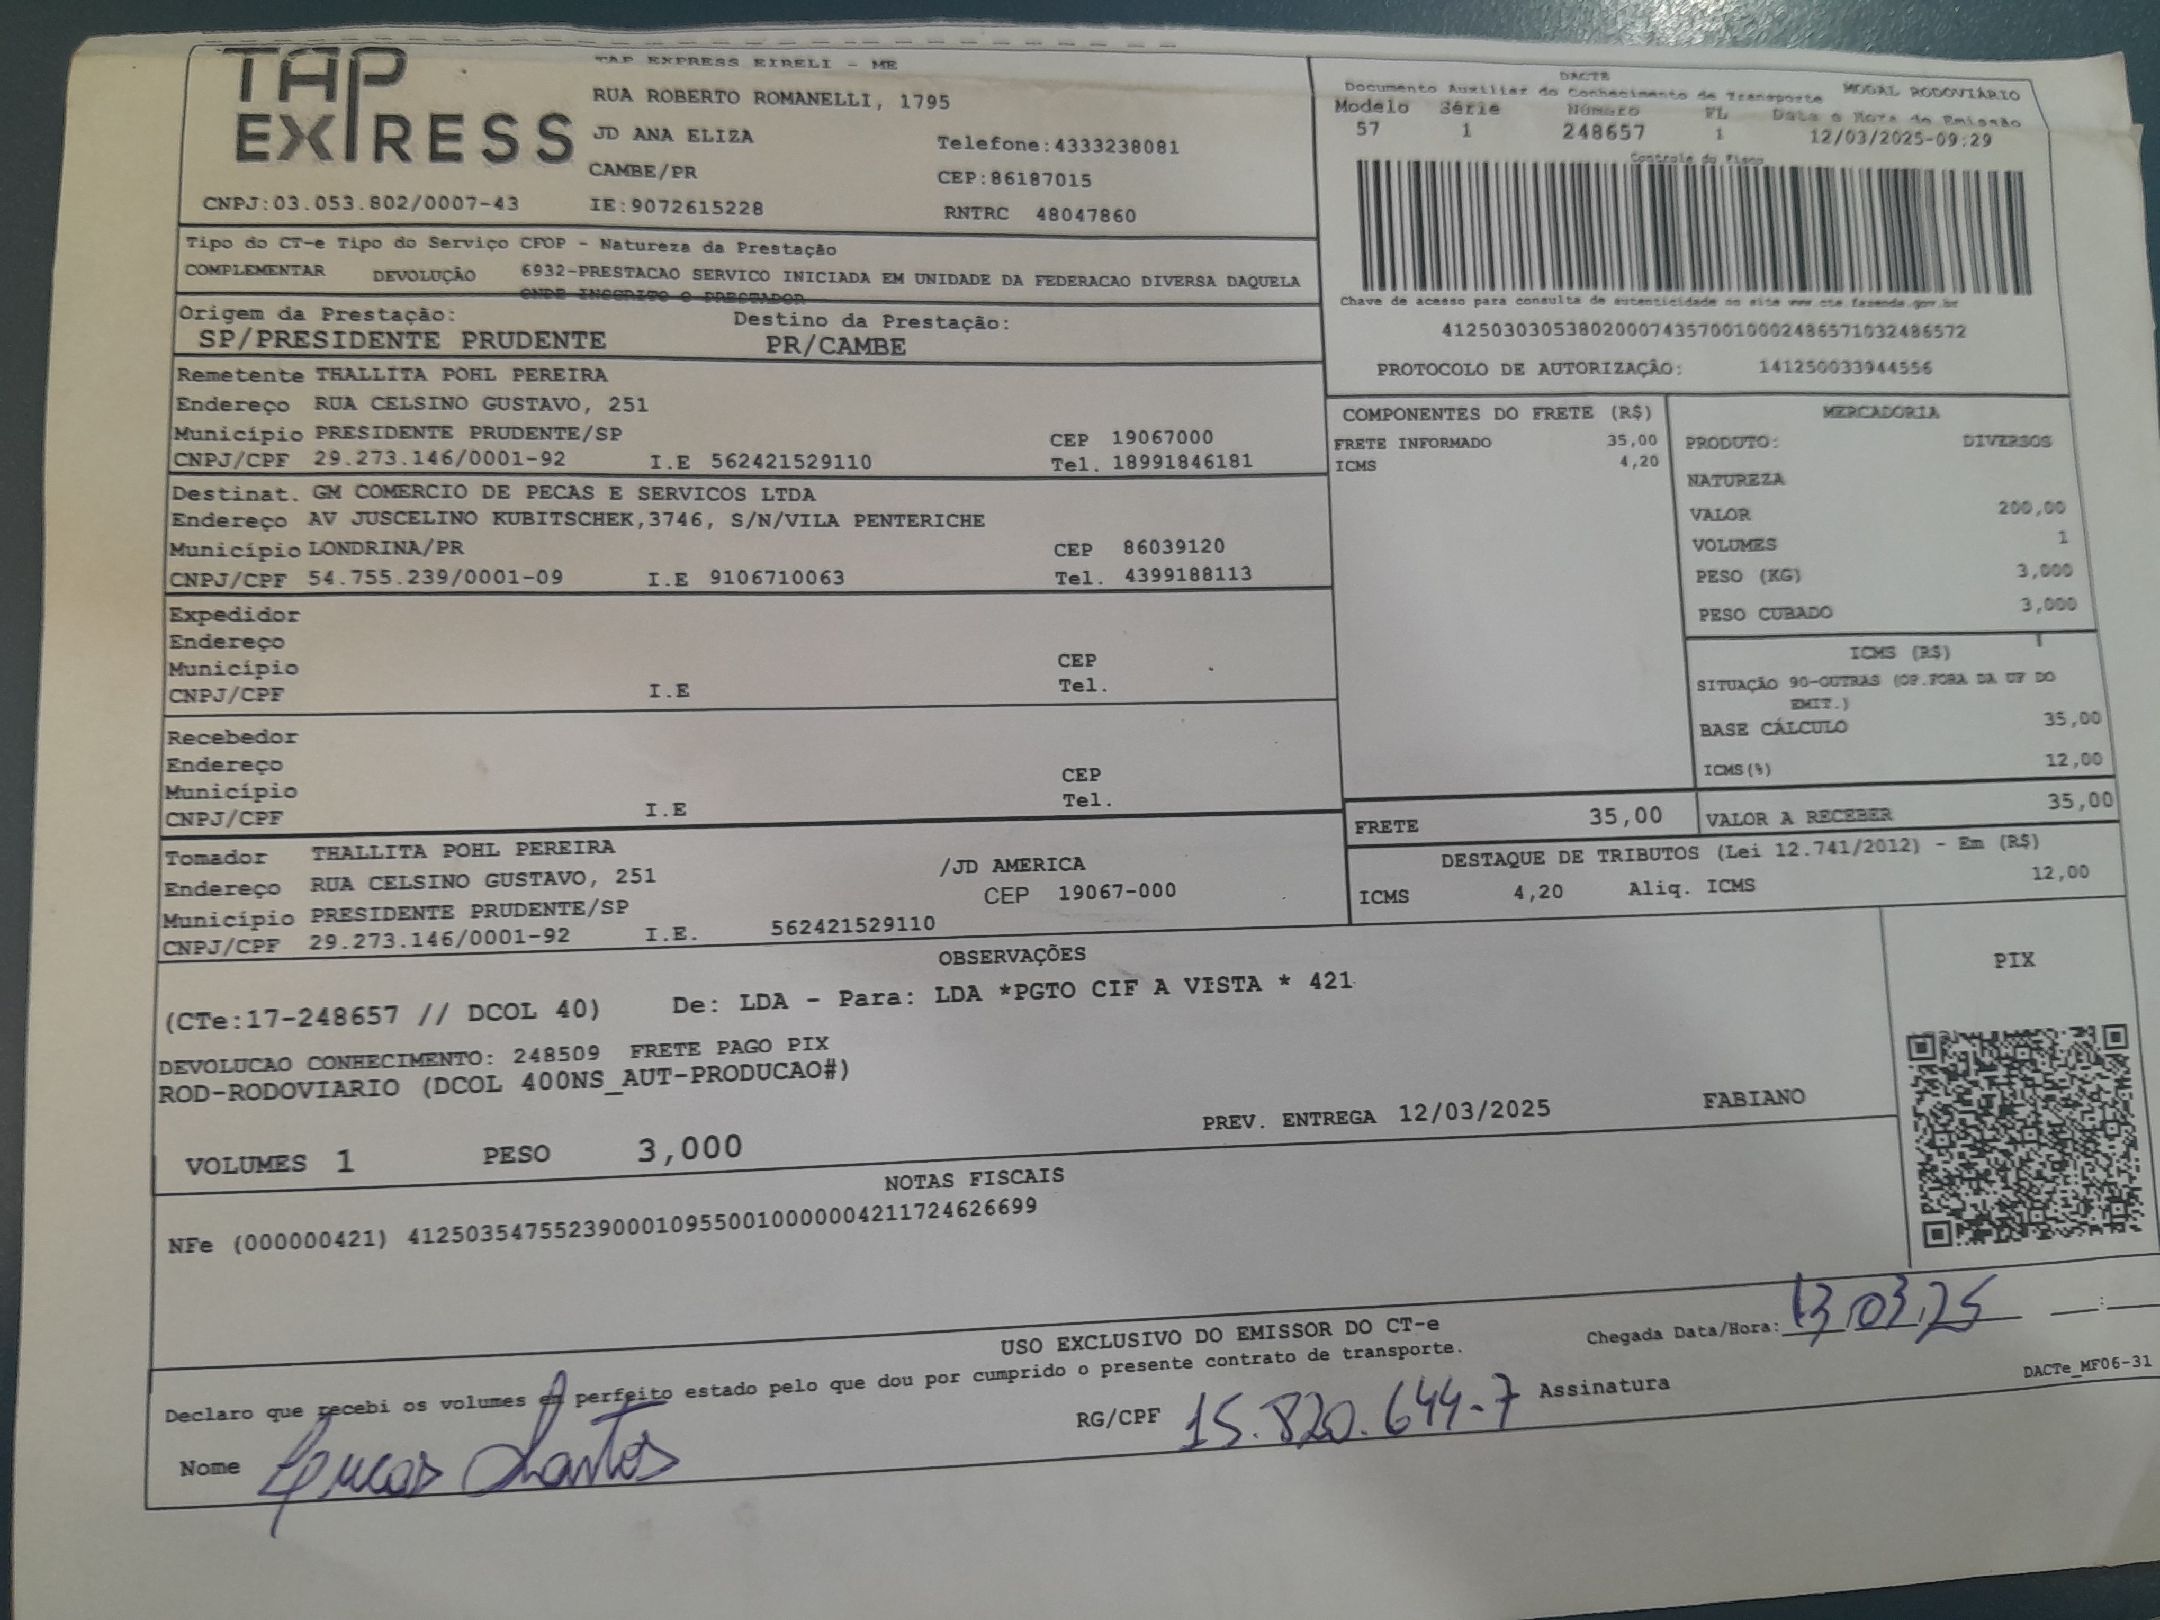 TAP EXPRESS
TAP EXPRESS EIRELI - ME
RUA ROBERTO ROMANELLI, 1795
JD ANA ELIZA Telefone:4333238081
CAMBE/PR CEP:86187015
CNPJ:03.053.802/0007-43 IE:9072615228 RNTRC 48047860
DACTE
Documento Auxiliar do Conhecimento de Transporte MODAL RODOVIÁRIO
Modelo Série Número FL Data e Hora de Emissão
57 1 248657 1 12/03/2025-09:29
Controle do Fisco
Chave de acesso para consulta de autenticidade no site www.cte.fazenda.gov.br
41250303053802000743570010002486571032486572
PROTOCOLO DE AUTORIZAÇÃO: 141250033944556
Tipo do CT-e Tipo do Serviço CFOP - Natureza da Prestação
COMPLEMENTAR DEVOLUÇÃO 6932-PRESTACAO SERVICO INICIADA EM UNIDADE DA FEDERACAO DIVERSA DAQUELA
ONDE INSCRITO O PRESTADOR
Origem da Prestação: Destino da Prestação:
SP/PRESIDENTE PRUDENTE PR/CAMBE
Remetente THALLITA POHL PEREIRA
Endereço RUA CELSINO GUSTAVO, 251
Município PRESIDENTE PRUDENTE/SP CEP 19067000
CNPJ/CPF 29.273.146/0001-92 I.E 562421529110 Tel. 18991846181
Destinat. GM COMERCIO DE PECAS E SERVICOS LTDA
Endereço AV JUSCELINO KUBITSCHEK,3746, S/N/VILA PENTERICHE
Município LONDRINA/PR CEP 86039120
CNPJ/CPF 54.755.239/0001-09 I.E 9106710063 Tel. 4399188113
Expedidor
Endereço
Município CEP
CNPJ/CPF I.E Tel.
Recebedor
Endereço
Município CEP
CNPJ/CPF I.E Tel.
Tomador THALLITA POHL PEREIRA
Endereço RUA CELSINO GUSTAVO, 251 /JD AMERICA
Município PRESIDENTE PRUDENTE/SP CEP 19067-000
CNPJ/CPF 29.273.146/0001-92 I.E. 562421529110
COMPONENTES DO FRETE (R$)
FRETE INFORMADO 35,00
ICMS 4,20
MERCADORIA
PRODUTO: DIVERSOS
NATUREZA
VALOR 200,00
VOLUMES 1
PESO (KG) 3,000
PESO CUBADO 3,000
ICMS (R$)
SITUAÇÃO 90-OUTRAS (OP.FORA DA UF DO
EMIT.)
BASE CÁLCULO 35,00
ICMS(%) 12,00
FRETE 35,00 VALOR A RECEBER 35,00
DESTAQUE DE TRIBUTOS (Lei 12.741/2012) - Em (R$)
ICMS 4,20 Aliq. ICMS 12,00
OBSERVAÇÕES
(CTe:17-248657 // DCOL 40) De: LDA - Para: LDA *PGTO CIF A VISTA * 421
DEVOLUCAO CONHECIMENTO: 248509 FRETE PAGO PIX
ROD-RODOVIARIO (DCOL 400NS_AUT-PRODUCAO#)
PREV. ENTREGA 12/03/2025 FABIANO
VOLUMES 1 PESO 3,000
PIX
NOTAS FISCAIS
NFe (000000421) 41250354755239000109550010000004211724626699
USO EXCLUSIVO DO EMISSOR DO CT-e
Chegada Data/Hora: 13 03 25 __:__
Declaro que recebi os volumes em perfeito estado pelo que dou por cumprido o presente contrato de transporte.
DACTe_MF06-31
Nome Lucas Santos RG/CPF 15.820.644-7 Assinatura